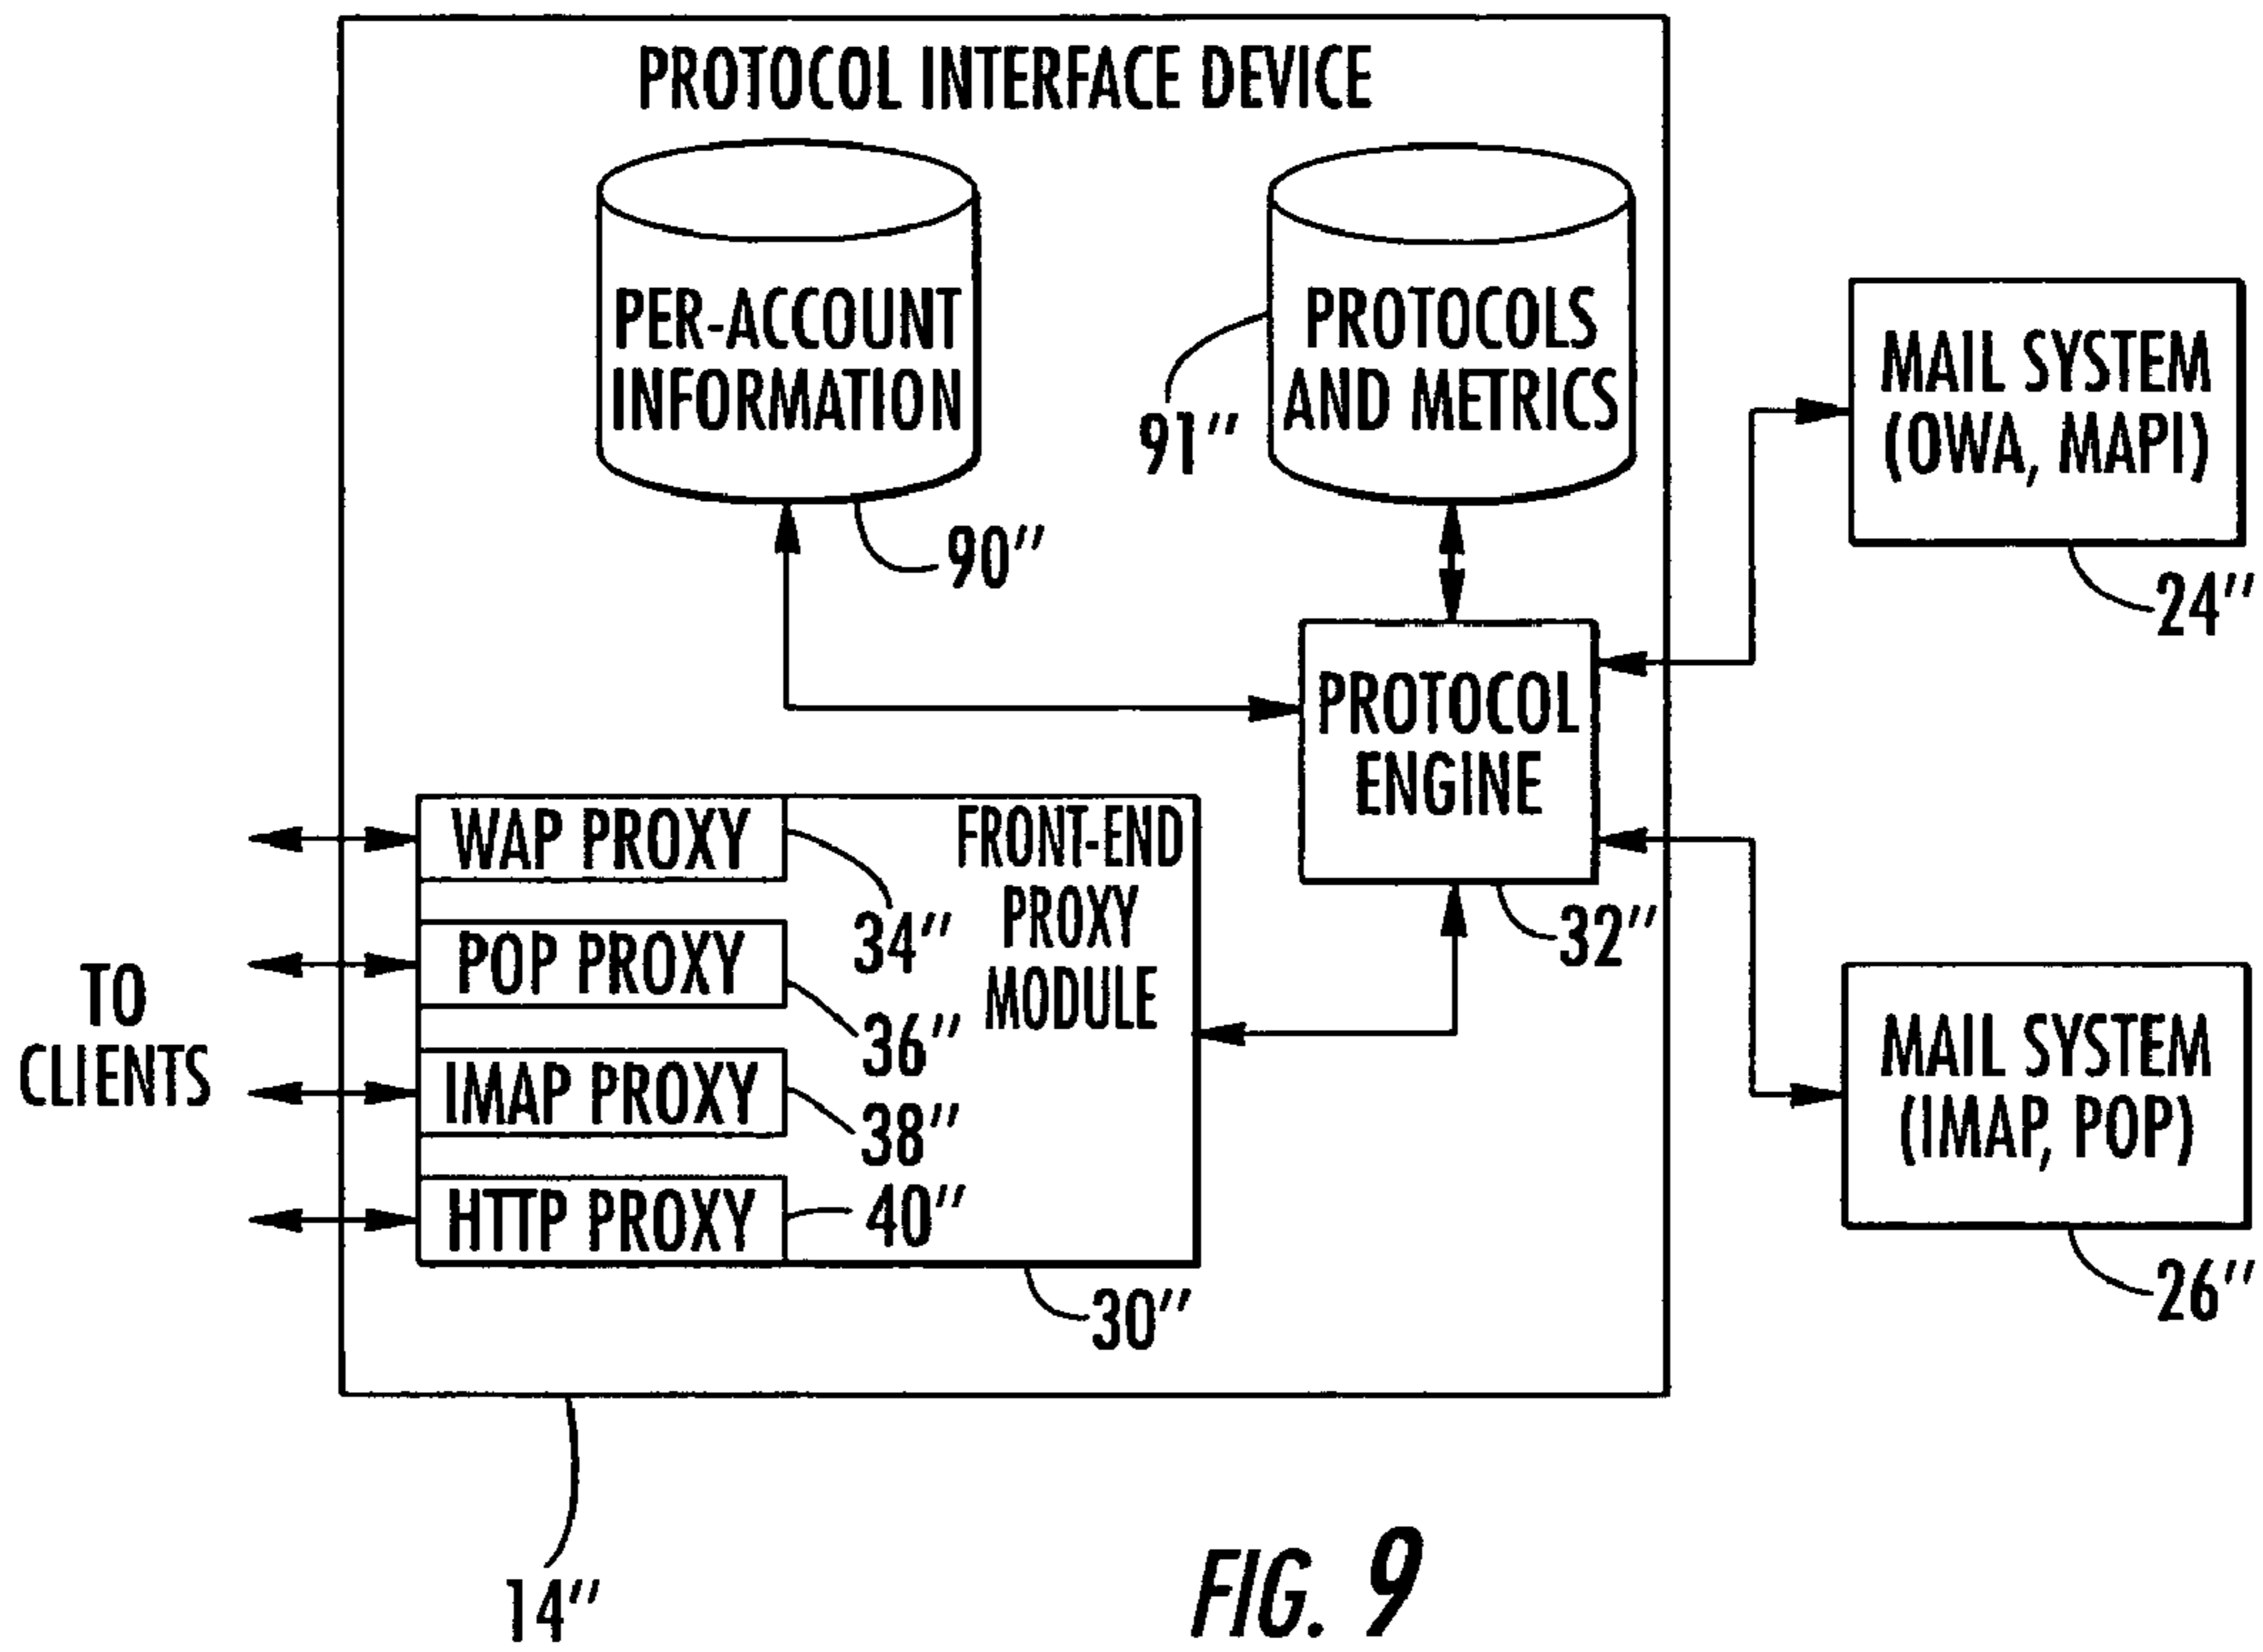 PROTOCOL INTERFACE DEVICE
PER-ACCOUNT
INFORMATION
90″
PROTOCOLS
AND METRICS
91″
MAIL SYSTEM
(OWA, MAPI)
24″
PROTOCOL
ENGINE
32″
WAP PROXY
34″
POP PROXY
36″
IMAP PROXY
38″
HTTP PROXY
40″
FRONT-END
PROXY
MODULE
30″
TO
CLIENTS
MAIL SYSTEM
(IMAP, POP)
26″
14″
FIG. 9